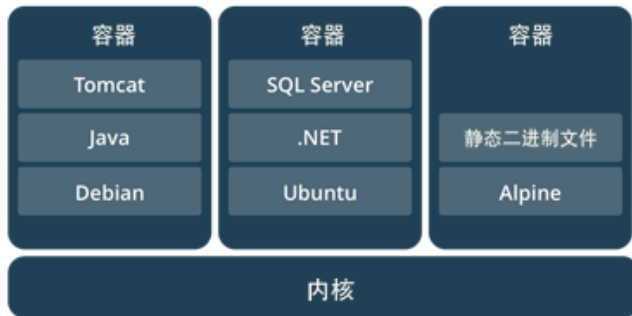 容器
Tomcat
Java
Debian
容器
SQL Server
.NET
Ubuntu
容器
静态二进制文件
Alpine
内核